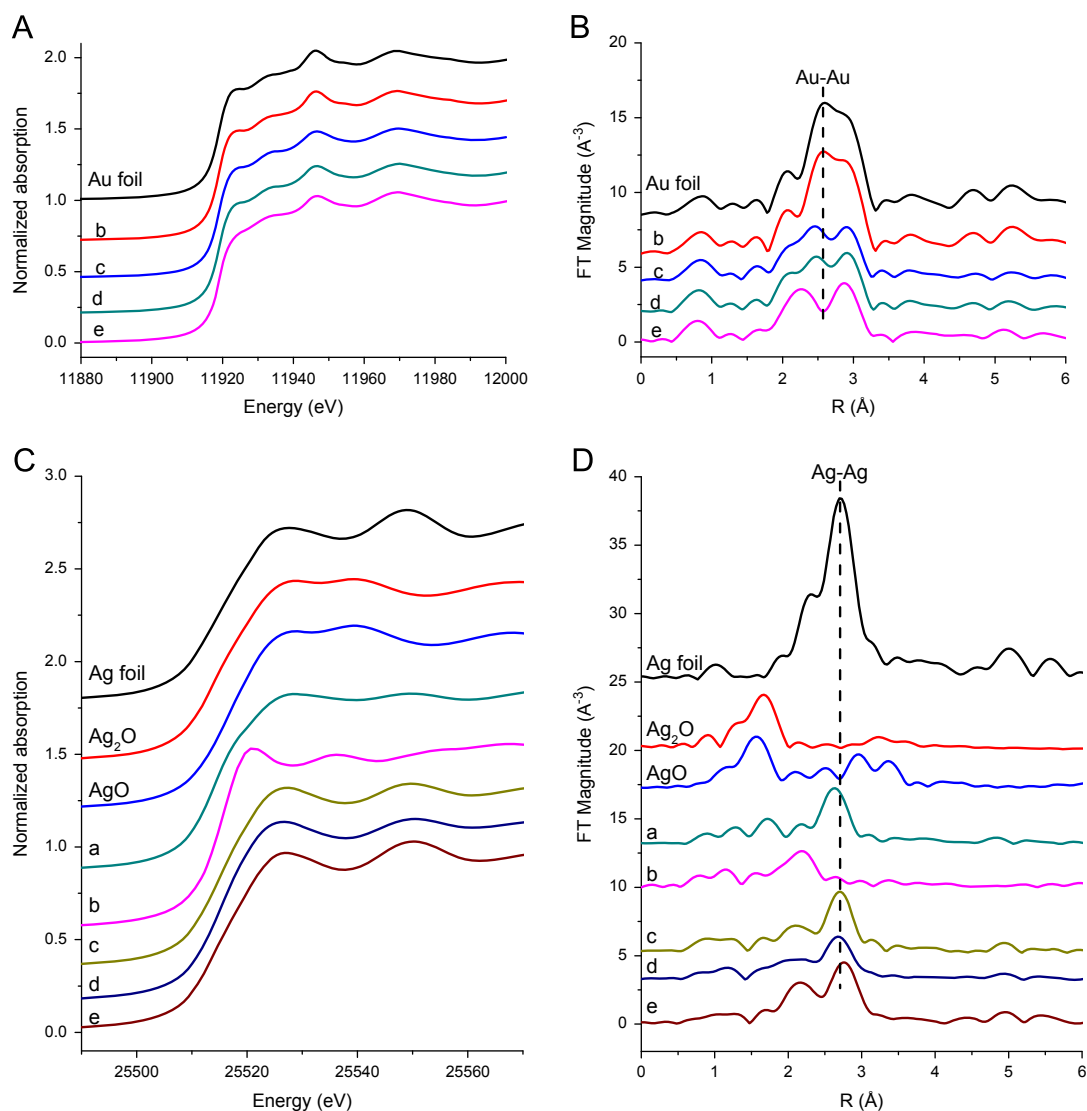 A
2.0
1.5
1.0
0.5
0.0
Normalized absorption
Au foil
b
c
d
e
11880 11900 11920 11940 11960 11980 12000
Energy (eV)
B
20
15
10
5
0
FT Magnitude (A⁻³)
Au-Au
Au foil
b
c
d
e
0 1 2 3 4 5 6
R (Å)
C
3.0
2.5
2.0
1.5
1.0
0.5
0.0
Normalized absorption
Ag foil
Ag₂O
AgO
a
b
c
d
e
25500 25520 25540 25560
Energy (eV)
D
40
35
30
25
20
15
10
5
0
FT Magnitude (A⁻³)
Ag-Ag
Ag foil
Ag₂O
AgO
a
b
c
d
e
0 1 2 3 4 5 6
R (Å)